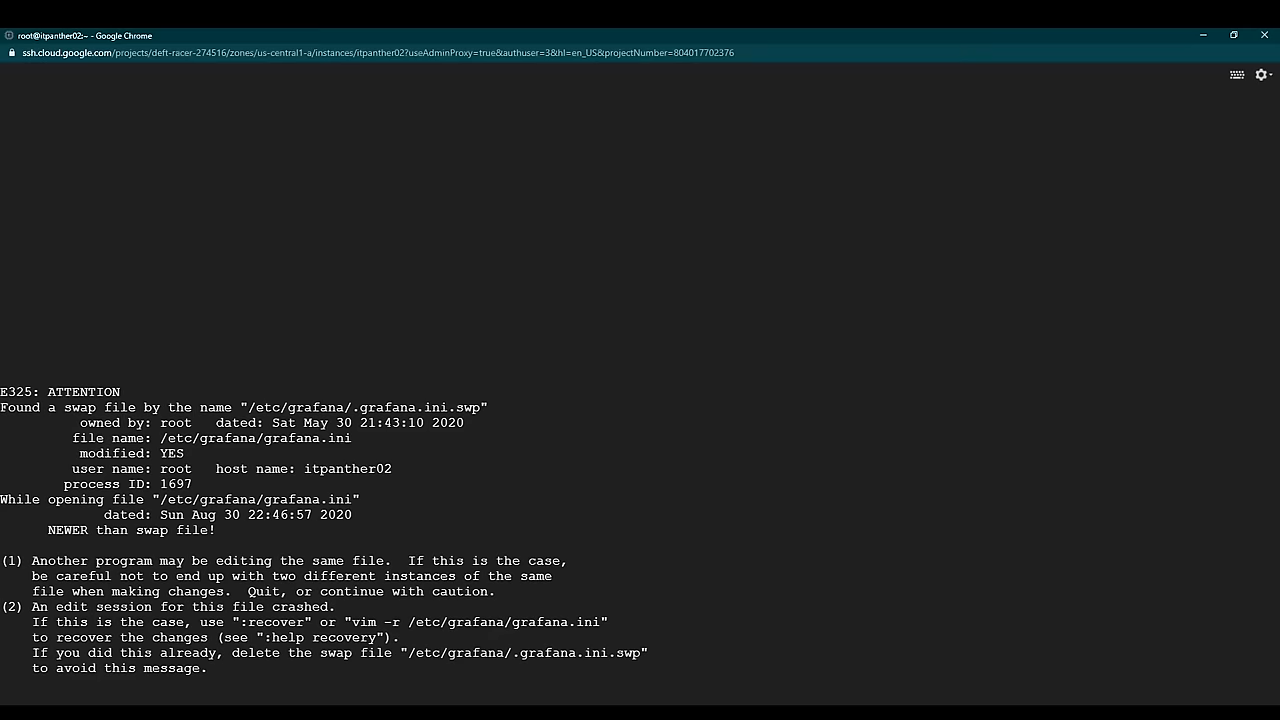 root@itpanther02:~ - Google Chrome
ssh.cloud.google.com/projects/deft-racer-274516/zones/us-central1-a/instances/itpanther02?useAdminProxy=true&authuser=3&hl=en_US&projectNumber=804017702376
E325: ATTENTION
Found a swap file by the name "/etc/grafana/.grafana.ini.swp"
owned by: root   dated: Sat May 30 21:43:10 2020
file name: /etc/grafana/grafana.ini
modified: YES
user name: root   host name: itpanther02
process ID: 1697
While opening file "/etc/grafana/grafana.ini"
dated: Sun Aug 30 22:46:57 2020
NEWER than swap file!
(1) Another program may be editing the same file.  If this is the case,
be careful not to end up with two different instances of the same
file when making changes.  Quit, or continue with caution.
(2) An edit session for this file crashed.
If this is the case, use ":recover" or "vim -r /etc/grafana/grafana.ini"
to recover the changes (see ":help recovery").
If you did this already, delete the swap file "/etc/grafana/.grafana.ini.swp"
to avoid this message.